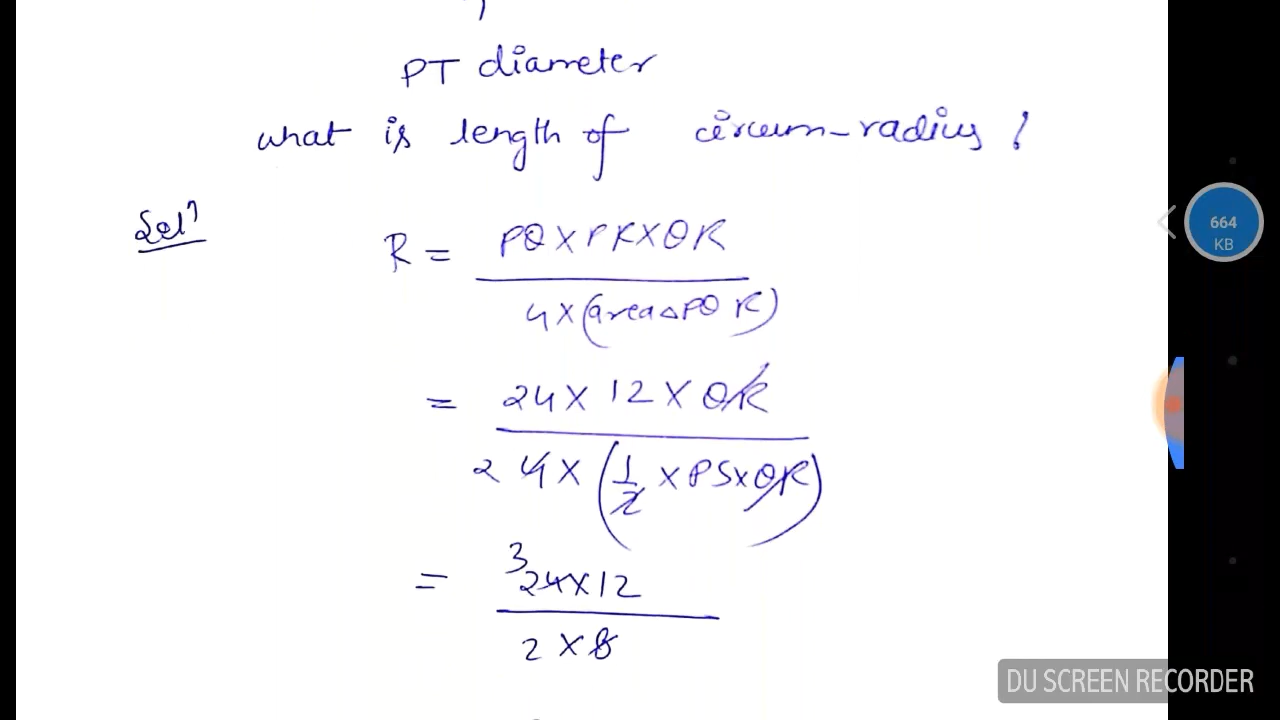 PT diameter
what is length of circum-radius?
Sol?
R = PQ X PR X QR
4 X (area△PQR)
= 24 X 12 X QR
2 4 X (1/2 X PS X QR)
3
= 24 X 12
2 X 8
664
KB
DU SCREEN RECORDER